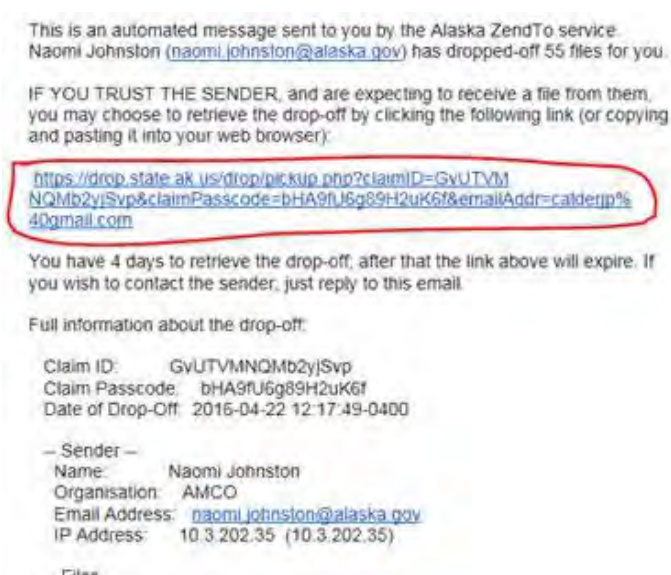 This is an automated message sent to you by the Alaska ZendTo service.
Naomi Johnston (naomi.johnston@alaska.gov) has dropped-off 55 files for you.
IF YOU TRUST THE SENDER, and are expecting to receive a file from them,
you may choose to retrieve the drop-off by clicking the following link (or copying
and pasting it into your web browser):
https://drop.state.ak.us/drop/pickup.php?claimID=GvUTVM
NQMb2yjSvp&claimPasscode=bHA9fU6g89H2uK6f&emailAddr=calderjp%
40gmail.com
You have 4 days to retrieve the drop-off; after that the link above will expire. If
you wish to contact the sender, just reply to this email.
Full information about the drop-off:
Claim ID: GvUTVMNQMb2yjSvp
Claim Passcode: bHA9fU6g89H2uK6f
Date of Drop-Off: 2016-04-22 12:17:49-0400
-- Sender --
Name: Naomi Johnston
Organisation: AMCO
Email Address: naomi.johnston@alaska.gov
IP Address: 10.3.202.35 (10.3.202.35)